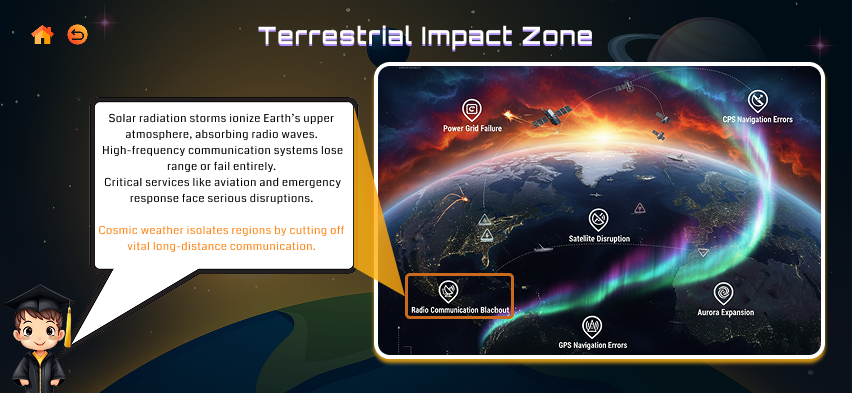 Terrestrial Impact Zone
Solar radiation storms ionize Earth's upper
atmosphere, absorbing radio waves.
High-frequency communication systems lose
range or fail entirely.
Critical services like aviation and emergency
response face serious disruptions.
Cosmic weather isolates regions by cutting off
vital long-distance communication.
Power Grid Failure
CPS Navigation Errors
Satellite Disruption
Radio Communication Blachout
Aurora Expansion
GPS Navigation Errors